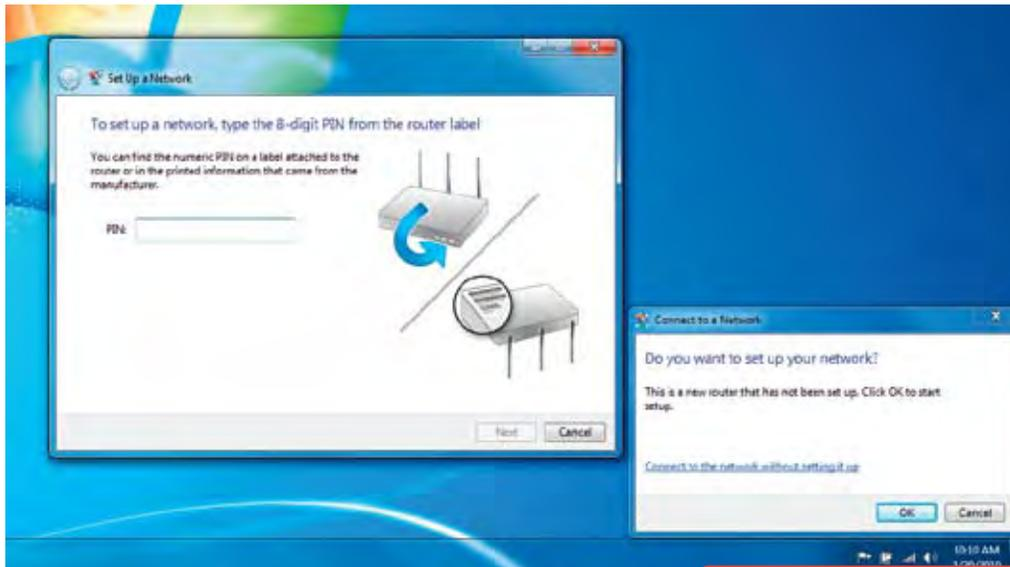 Set Up a Network
To set up a network, type the 8-digit PIN from the router label
You can find the numeric PIN on a label attached to the
router or in the printed information that came from the
manufacturer.
PIN:
Next
Cancel
Connect to a Network
Do you want to set up your network?
This is a new router that has not been set up. Click OK to start
setup.
Connect to the network without setting it up
OK
Cancel
10:10 AM